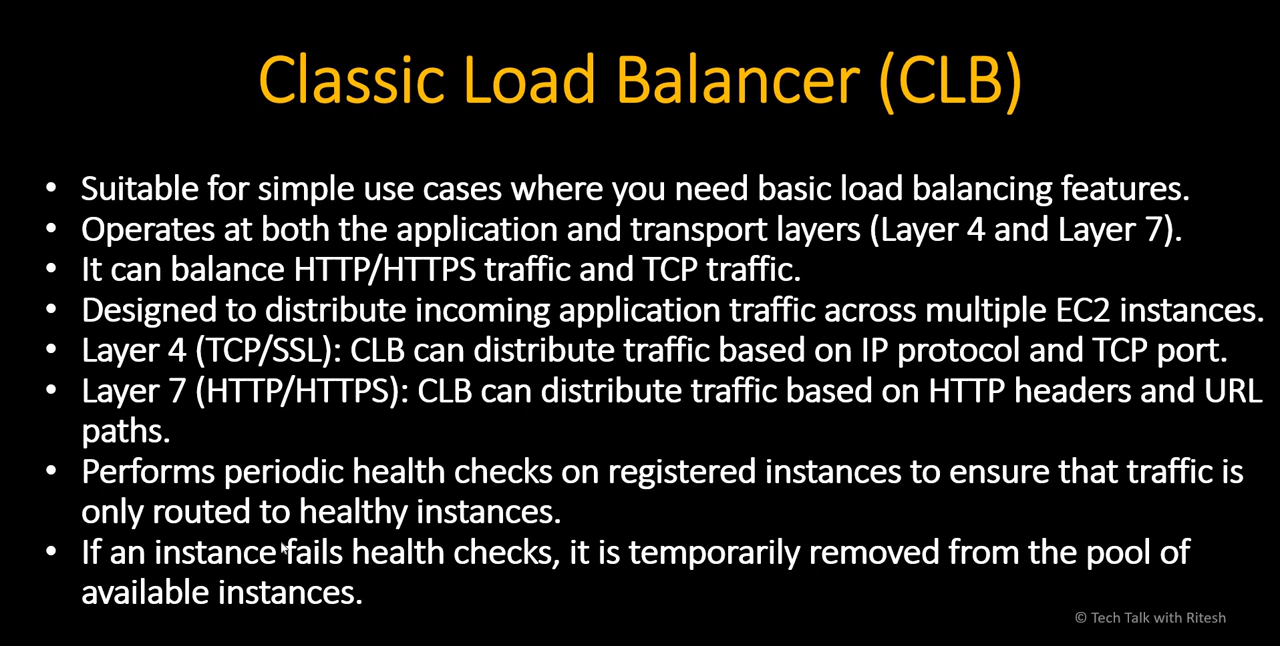 Classic Load Balancer (CLB)
• Suitable for simple use cases where you need basic load balancing features.
• Operates at both the application and transport layers (Layer 4 and Layer 7).
• It can balance HTTP/HTTPS traffic and TCP traffic.
• Designed to distribute incoming application traffic across multiple EC2 instances.
• Layer 4 (TCP/SSL): CLB can distribute traffic based on IP protocol and TCP port.
• Layer 7 (HTTP/HTTPS): CLB can distribute traffic based on HTTP headers and URL
paths.
• Performs periodic health checks on registered instances to ensure that traffic is
only routed to healthy instances.
• If an instance fails health checks, it is temporarily removed from the pool of
available instances.
© Tech Talk with Ritesh